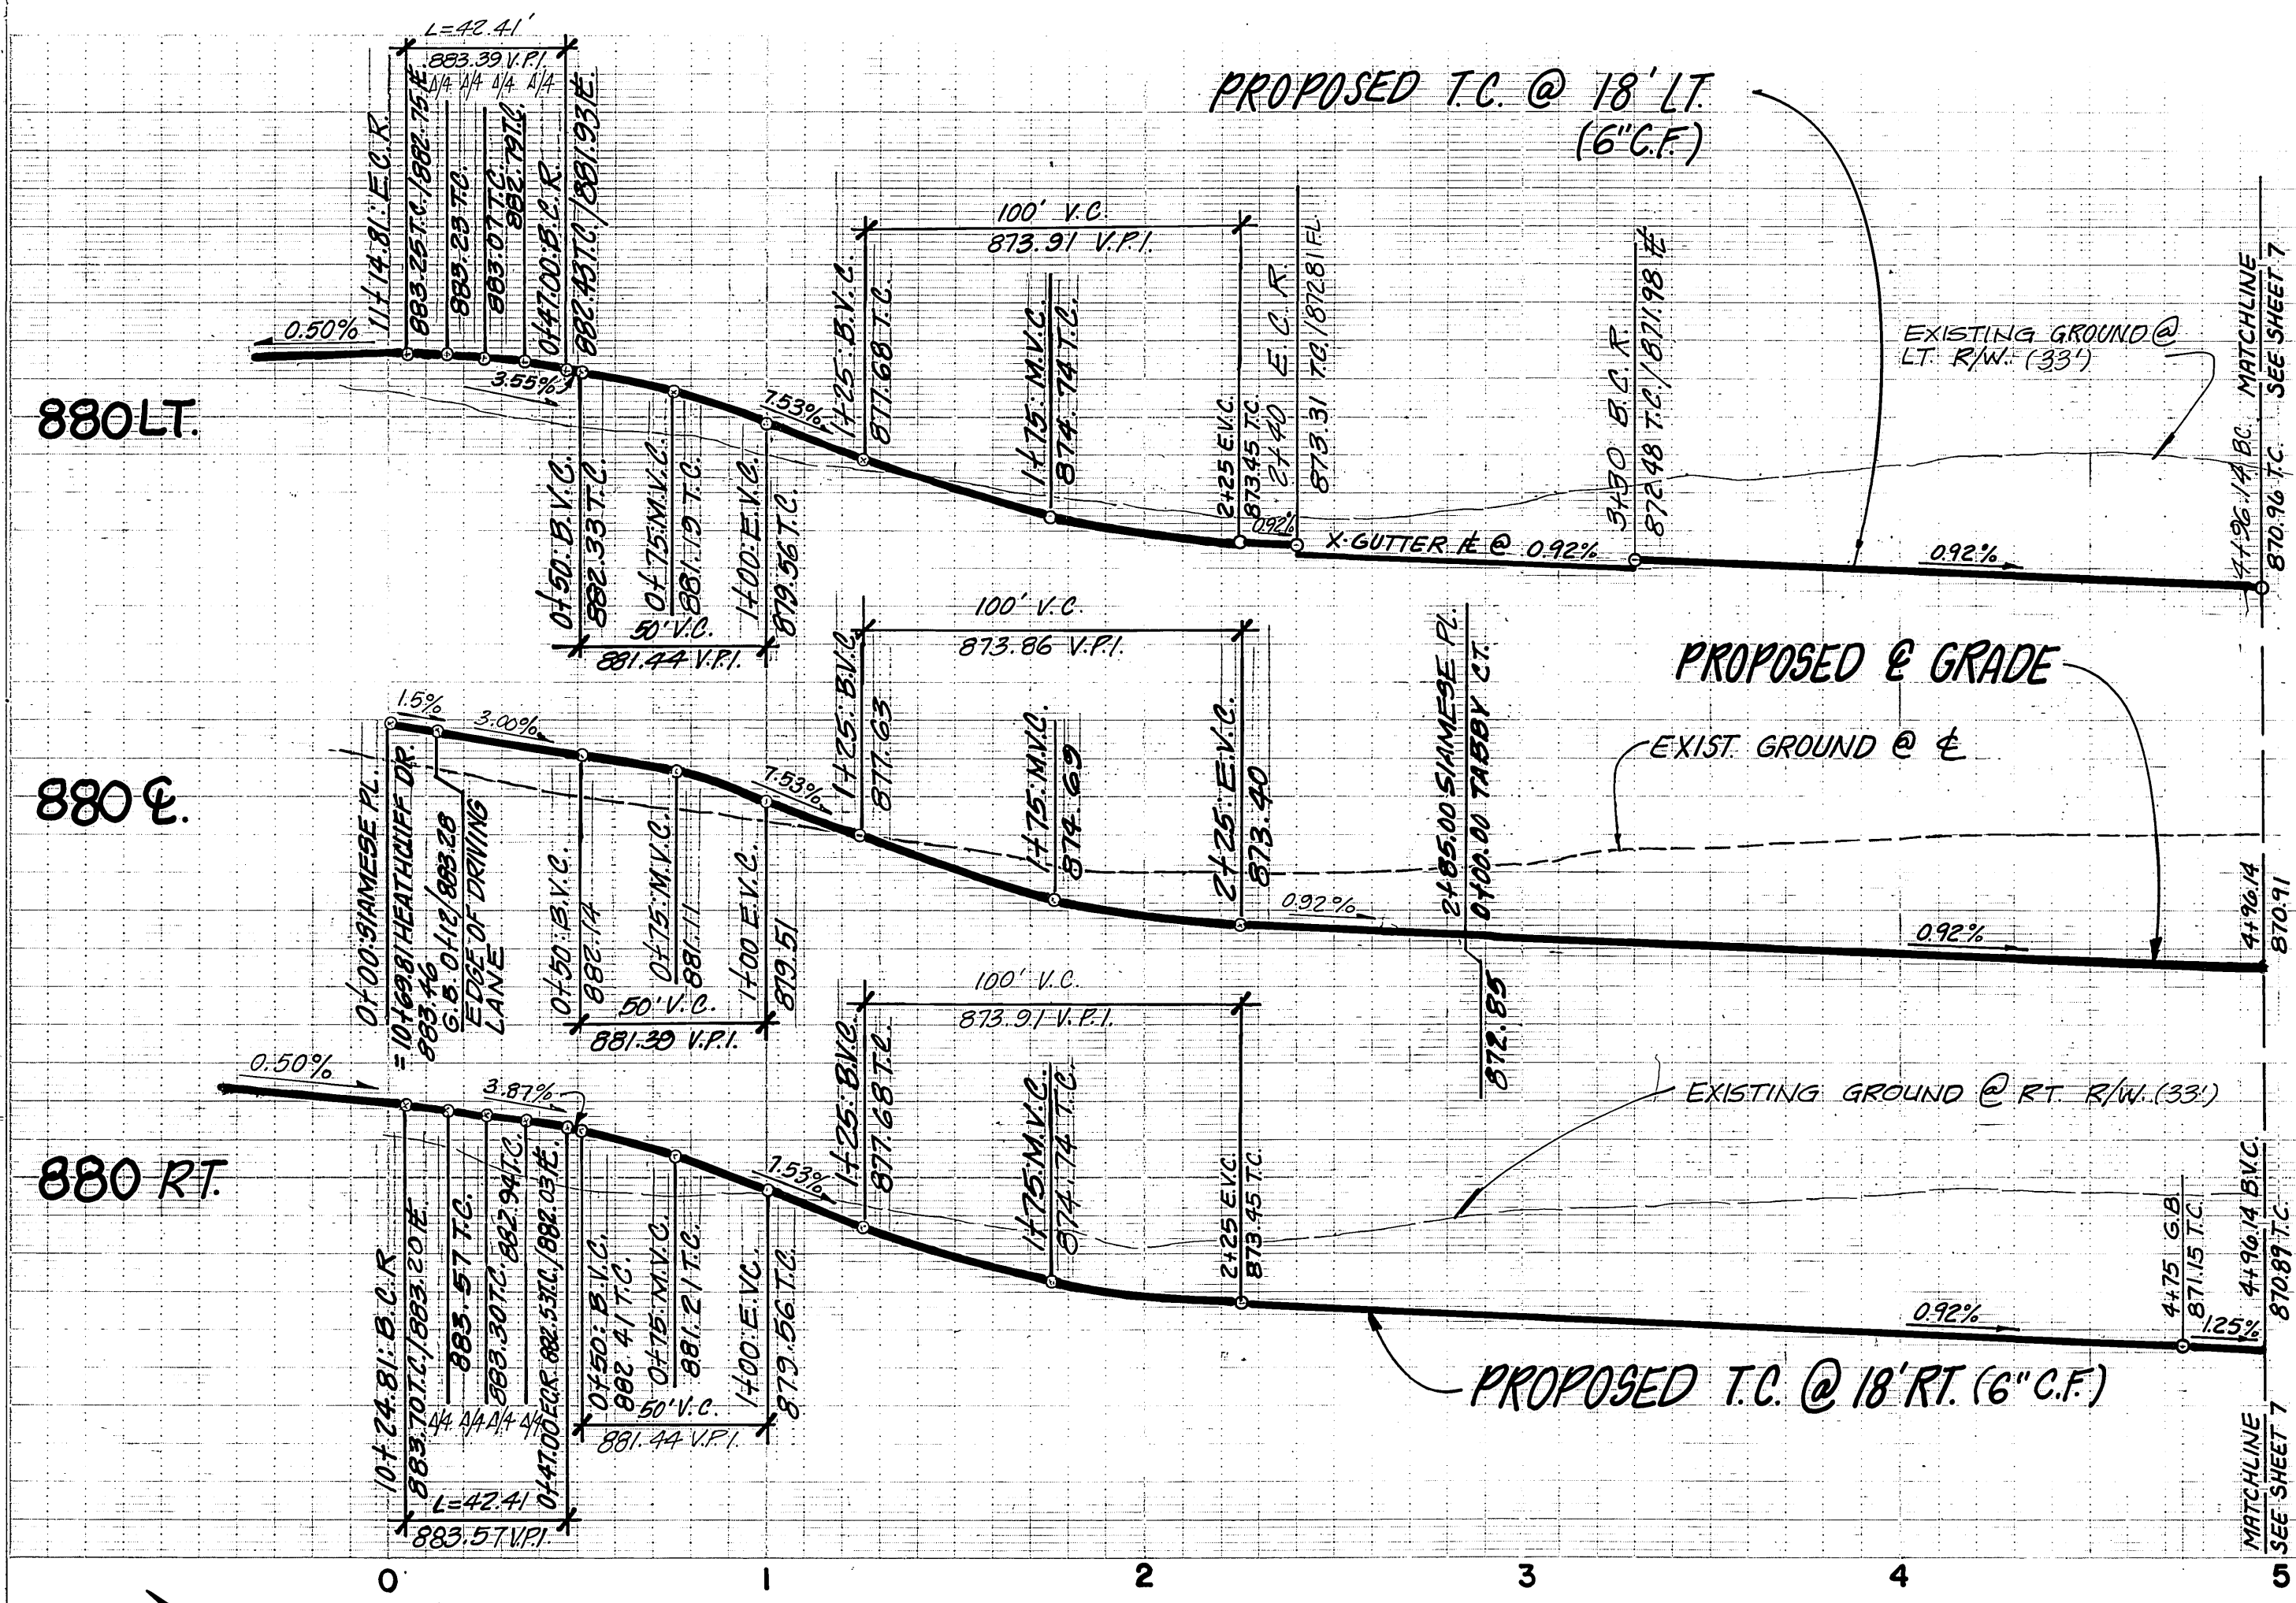 L=42.41'
883.39 V.P.I.
Δ/4 Δ/4 Δ/4 Δ/4
11+14.81: E.C.R.
883.25 T.C./882.75 FL
883.23 T.C.
883.07 T.C.
882.79 T.C.
0+47.00: B.C.R.
882.43 T.C./881.93 FL
0.50%
3.55%
7.53%
880 LT.
0+50: B.V.C.
882.33 T.C.
0+75: M.V.C.
881.19 T.C.
1+00: E.V.C.
879.56 T.C.
50' V.C.
881.44 V.P.I.
1+25: B.V.C.
877.68 T.C.
100' V.C.
873.91 V.P.I.
1+75: M.V.C.
874.74 T.C.
2+25 E.V.C.
873.45 T.C.
2+40 E.C.R.
873.31 TC./872.81 FL
0.92%
X-GUTTER FL @ 0.92%
3+30 B.C.R.
872.48 T.C./871.98 FL
0.92%
PROPOSED T.C. @ 18' LT.
(6" C.F.)
EXISTING GROUND @
LT. R/W. (33')
MATCHLINE
SEE SHEET 7
4+96.14 BC.
870.96 T.C.
880 ℄.
1.5%
3.00%
7.53%
0+00: SIAMESE PL.
= 10+69.81 HEATHCLIFF DR.
883.46
G.B. 0+12/883.28
EDGE OF DRIVING
LANE
0+50: B.V.C.
882.14
0+75: M.V.C.
881.11
1+00 E.V.C.
879.51
50' V.C.
881.39 V.P.I.
1+25: B.V.C.
877.63
100' V.C.
873.86 V.P.I.
1+75: M.V.C.
874.69
2+25: E.V.C.
873.40
0.92%
2+85.00 SIAMESE PL.
0+00.00 TABBY CT.
872.85
PROPOSED ℄ GRADE
EXIST. GROUND @ ℄
0.92%
4+96.14
870.91
880 RT.
0.50%
3.87%
7.53%
10+24.81: B.C.R
883.70 T.C./883.20 FL
883.57 T.C.
883.30 T.C.
882.94 T.C.
0+47.00 ECR 882.53 TC./882.03 FL
Δ/4 Δ/4 Δ/4 Δ/4
L=42.41
883.57 V.P.I.
0+50: B.V.C.
882.41 T.C.
0+75: M.V.C
881.21 T.C.
1+00: E.V.C.
879.56 T.C.
50' V.C.
881.44 V.P.I.
1+25: B.V.C.
877.68 T.C.
100' V.C.
873.91 V.P.I.
1+75: M.V.C.
874.74 T.C.
2+25 E.V.C.
873.45 T.C.
EXISTING GROUND @ RT. R/W. (33')
PROPOSED T.C. @ 18' RT. (6" C.F.)
0.92%
4+75 G.B.
871.15 T.C.
1.25%
4+96.14 B.V.C.
870.89 T.C.
MATCHLINE
SEE SHEET 7
0 1 2 3 4 5